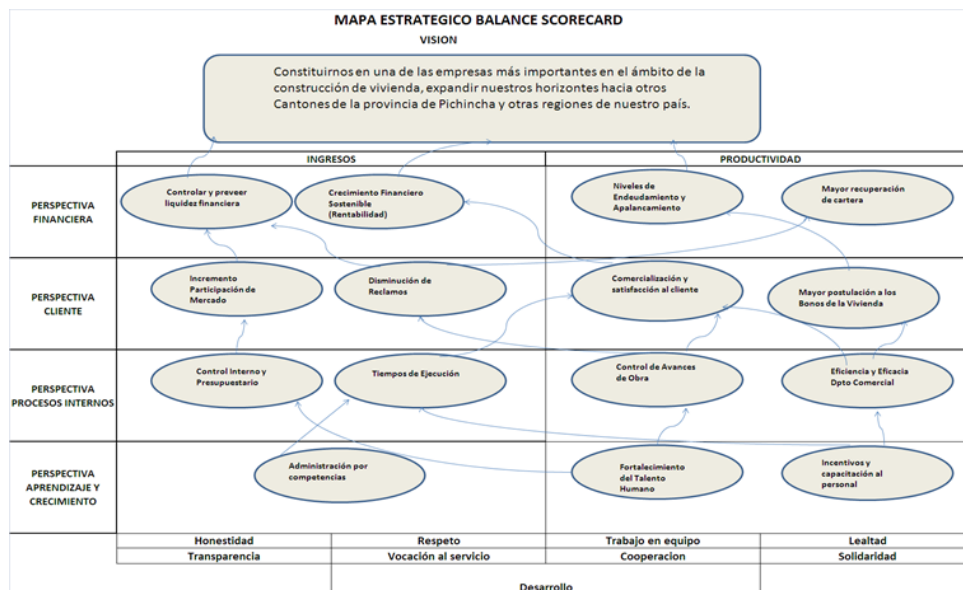 MAPA ESTRATEGICO BALANCE SCORECARD
VISION
Constituirnos en una de las empresas más importantes en el ámbito de la
construcción de vivienda, expandir nuestros horizontes hacia otros
Cantones de la provincia de Pichincha y otras regiones de nuestro país.
INGRESOS
PRODUCTIVIDAD
PERSPECTIVA
FINANCIERA
Controlar y preveer
liquidez financiera
Crecimiento Financiero
Sostenible
(Rentabilidad)
Niveles de
Endeudamiento y
Apalancamiento
Mayor recuperación
de cartera
PERSPECTIVA
CLIENTE
Incremento
Participación de
Mercado
Disminución de
Reclamos
Comercialización y
satisfacción al cliente
Mayor postulación a los
Bonos de la Vivienda
PERSPECTIVA
PROCESOS INTERNOS
Control Interno y
Presupuestario
Tiempos de Ejecución
Control de Avances
de Obra
Eficiencia y Eficacia
Dpto Comercial
PERSPECTIVA
APRENDIZAJE Y
CRECIMIENTO
Administración por
competencias
Fortalecimiento
del Talento
Humano
Incentivos y
capacitación al
personal
Honestidad
Respeto
Trabajo en equipo
Lealtad
Transparencia
Vocación al servicio
Cooperacion
Solidaridad
Desarrollo